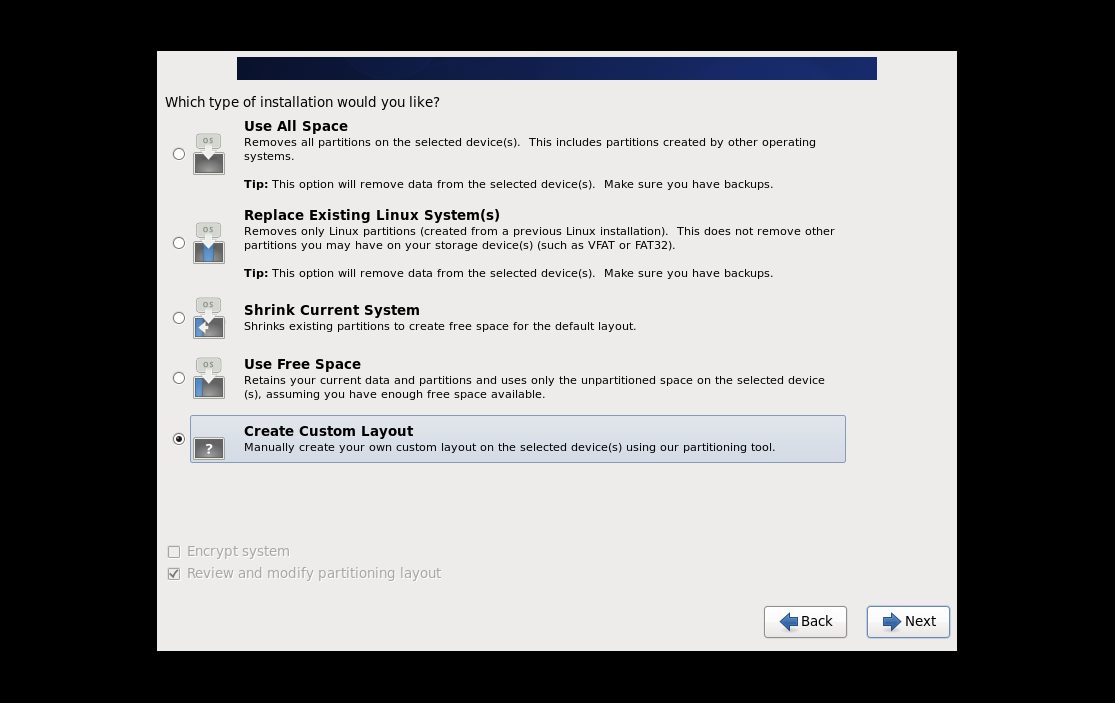 Which type of installation would you like?
OS
Use All Space
Removes all partitions on the selected device(s).  This includes partitions created by other operating
systems.
Tip: This option will remove data from the selected device(s).  Make sure you have backups.
OS
Replace Existing Linux System(s)
Removes only Linux partitions (created from a previous Linux installation).  This does not remove other
partitions you may have on your storage device(s) (such as VFAT or FAT32).
Tip: This option will remove data from the selected device(s).  Make sure you have backups.
OS
Shrink Current System
Shrinks existing partitions to create free space for the default layout.
OS
Use Free Space
Retains your current data and partitions and uses only the unpartitioned space on the selected device
(s), assuming you have enough free space available.
?
Create Custom Layout
Manually create your own custom layout on the selected device(s) using our partitioning tool.
Encrypt system
Review and modify partitioning layout
Back
Next